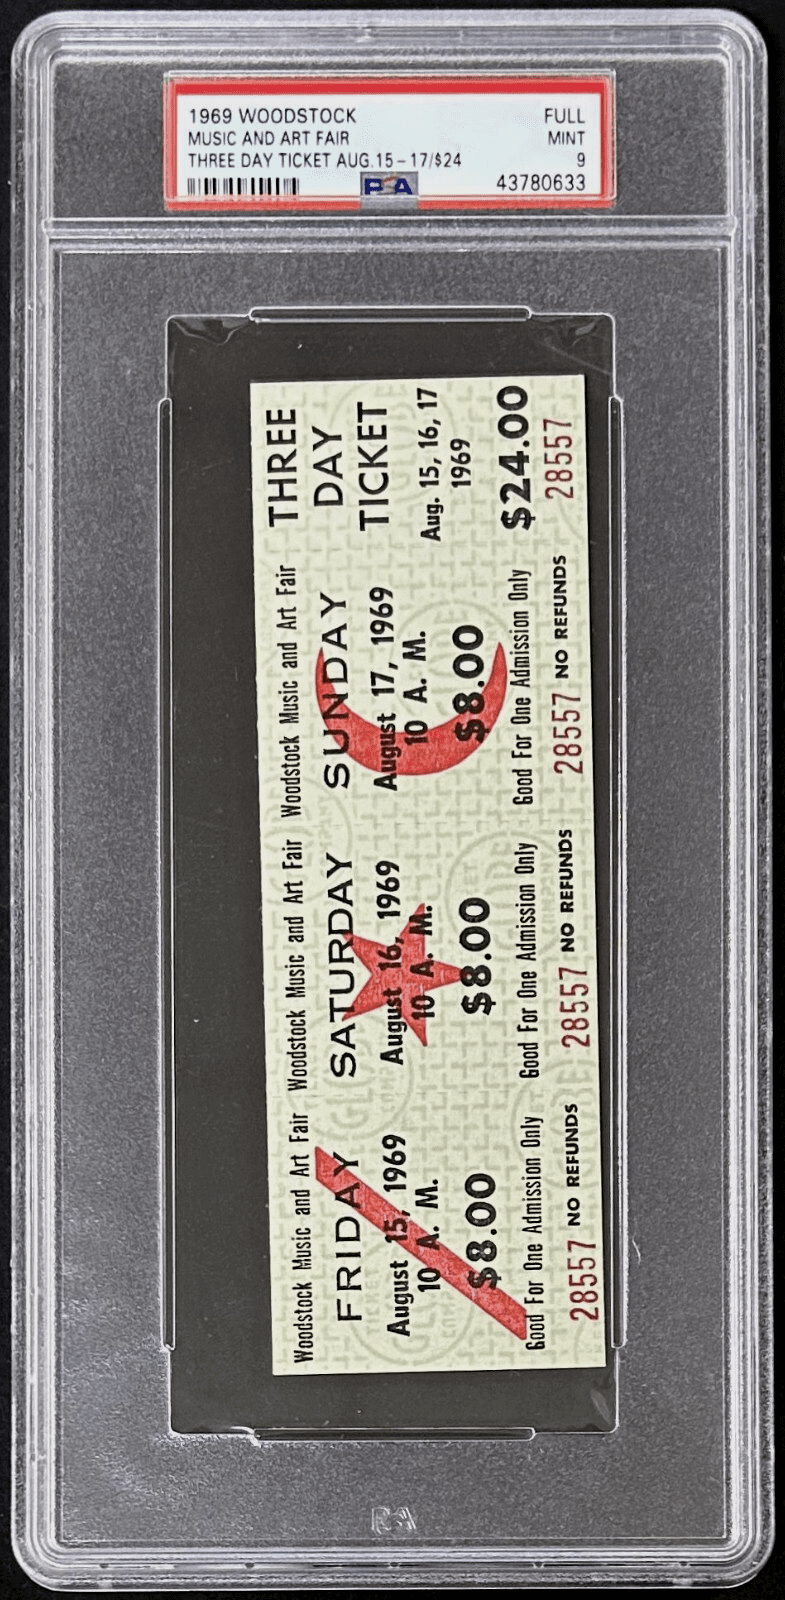 1969 WOODSTOCK FULL
MUSIC AND ART FAIR MINT
THREE DAY TICKET AUG.15-17/$24 9
PSA 43780633
Woodstock Music and Art Fair
FRIDAY
August 15, 1969
10 A. M.
$8.00
Good For One Admission Only
28557 NO REFUNDS
Woodstock Music and Art Fair
SATURDAY
August 16, 1969
10 A. M.
$8.00
Good For One Admission Only
28557 NO REFUNDS
Woodstock Music and Art Fair
SUNDAY
August 17, 1969
10 A. M.
$8.00
Good For One Admission Only
28557 NO REFUNDS
THREE
DAY
TICKET
Aug. 15, 16, 17
1969
$24.00
28557
PSA